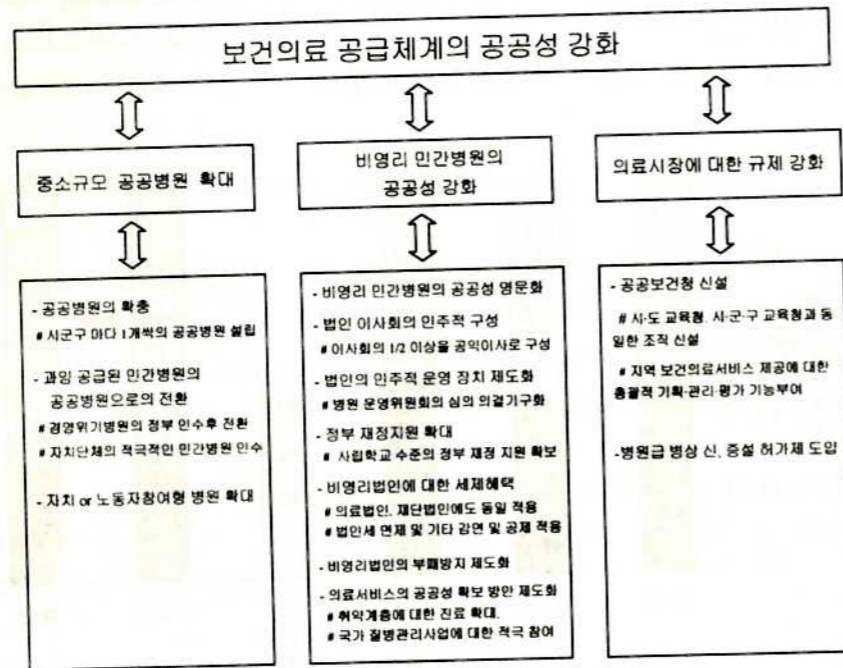 보건의료 공급체계의 공공성 강화
중소규모 공공병원 확대
- 공공병원의 확충
# 시군구 마다 1개씩의 공공병원 설립
- 과잉 공급된 민간병원의
공공병원으로의 전환
# 경영위기병원의 정부 인수후 전환
# 자치단체의 적극적인 민간병원 인수
- 자치 or 노동자참여형 병원 확대
비영리 민간병원의
공공성 강화
- 비영리 민간병원의 공공성 명문화
- 법인 이사회의 민주적 구성
# 이사회의 1/2 이상을 공익이사로 구성
- 법인의 민주적 운영 장치 제도화
# 병원 운영위원회의 심의 의결기구화
- 정부 재정지원 확대
# 사립학교 수준의 정부 재정 지원 확보
- 비영리법인에 대한 세제혜택
# 의료법인, 재단법인에도 동일 적용
# 법인세 면제 및 기타 감면 및 공제 적용
- 비영리법인의 부패방지 제도화
- 의료서비스의 공공성 확보 방안 제도화
# 취약계층에 대한 진료 확대,
# 국가 질병관리사업에 대한 적극 참여
의료시장에 대한 규제 강화
- 공공보건청 신설
# 시·도 교육청, 시·군·구 교육청과 동
일한 조직 신설
# 지역 보건의료서비스 제공에 대한
총괄적 기획·관리·평가 기능부여
-병원급 병상 신, 증설 허가제 도입